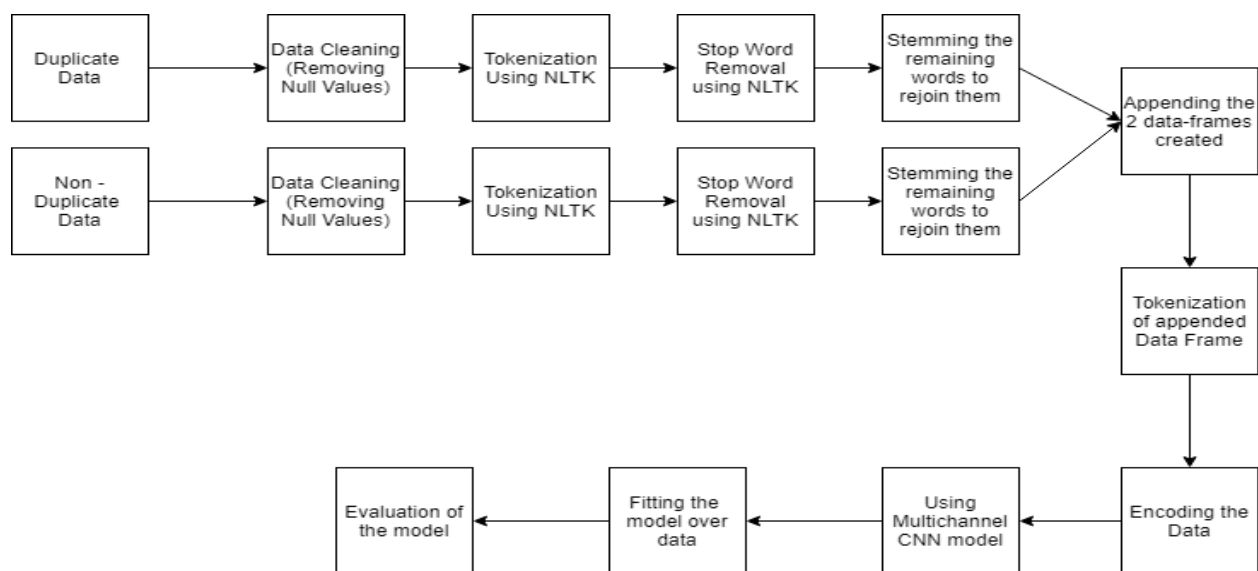 Duplicate
Data
Data Cleaning
(Removing
Null Values)
Tokenization
Using NLTK
Stop Word
Removal
using NLTK
Stemming the
remaining
words to
rejoin them
Appending the
2 data-frames
created
Non -
Duplicate
Data
Data Cleaning
(Removing
Null Values)
Tokenization
Using NLTK
Stop Word
Removal
using NLTK
Stemming the
remaining
words to
rejoin them
Tokenization
of appended
Data Frame
Encoding the
Data
Using
Multichannel
CNN model
Fitting the
model over
data
Evaluation of
the model